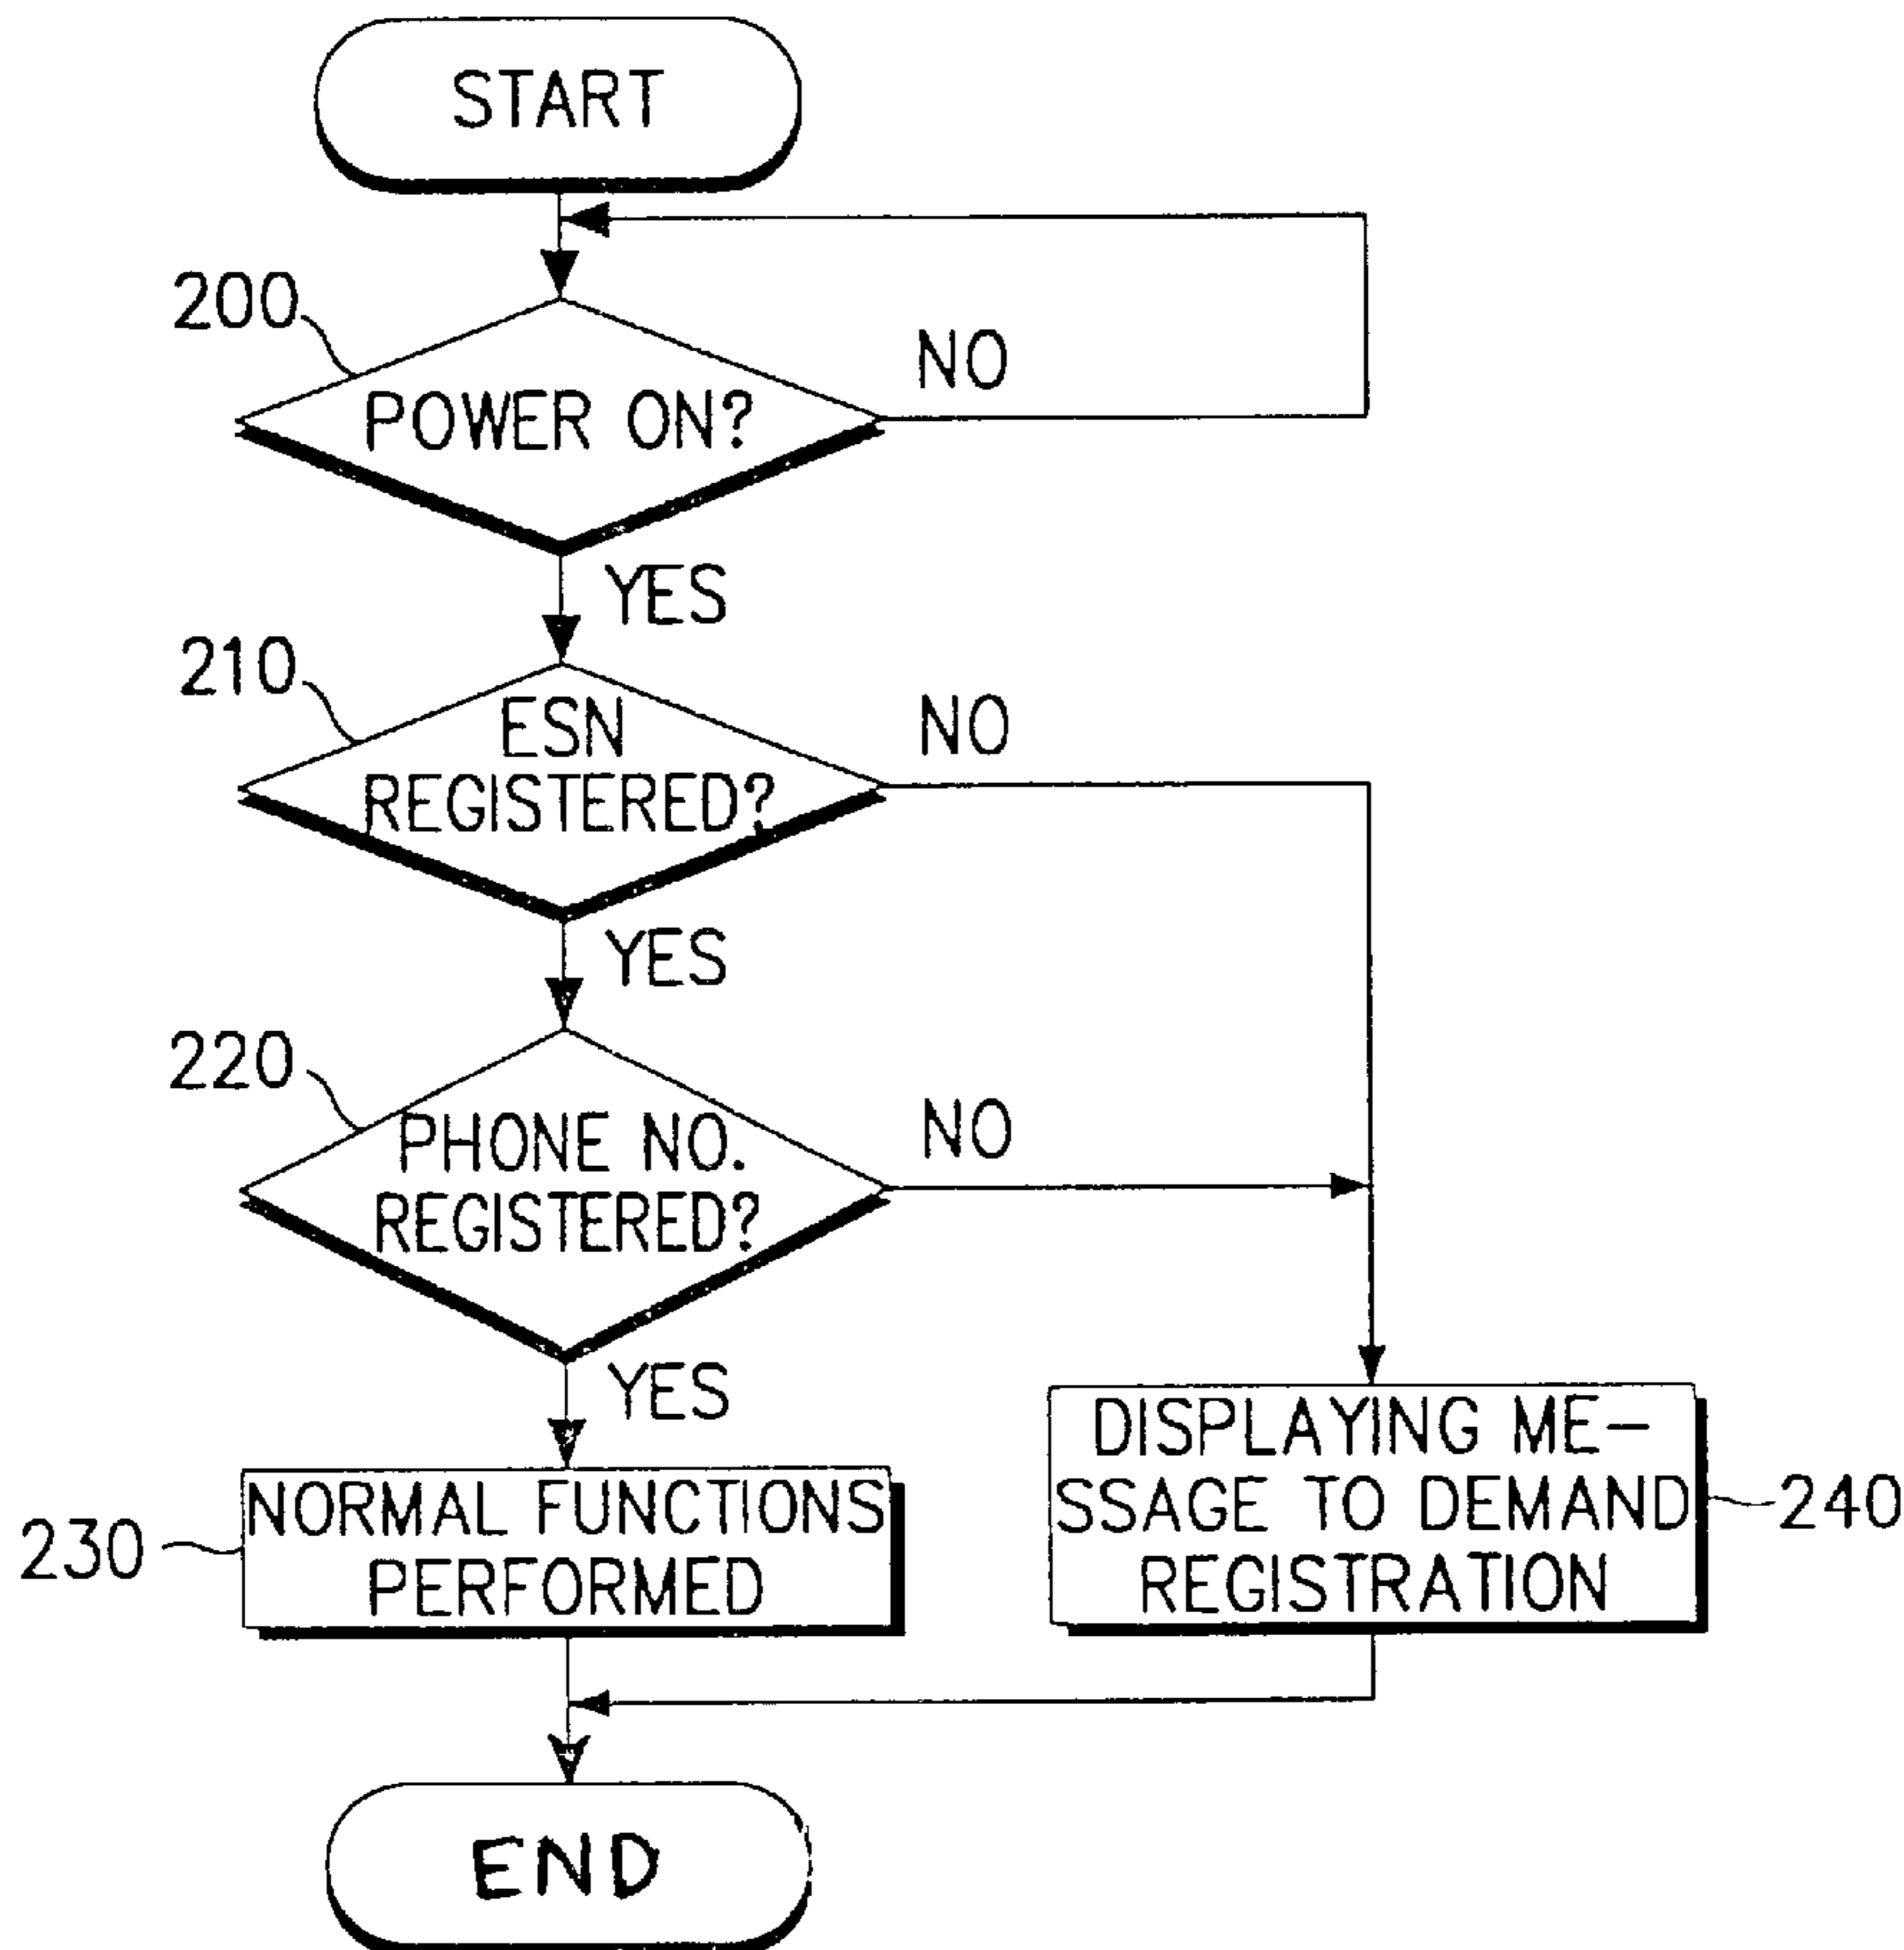 START
200
POWER ON?
NO
YES
210
ESN
REGISTERED?
NO
YES
220
PHONE NO.
REGISTERED?
NO
YES
230
NORMAL FUNCTIONS
PERFORMED
DISPLAYING ME-
SSAGE TO DEMAND
REGISTRATION
240
END